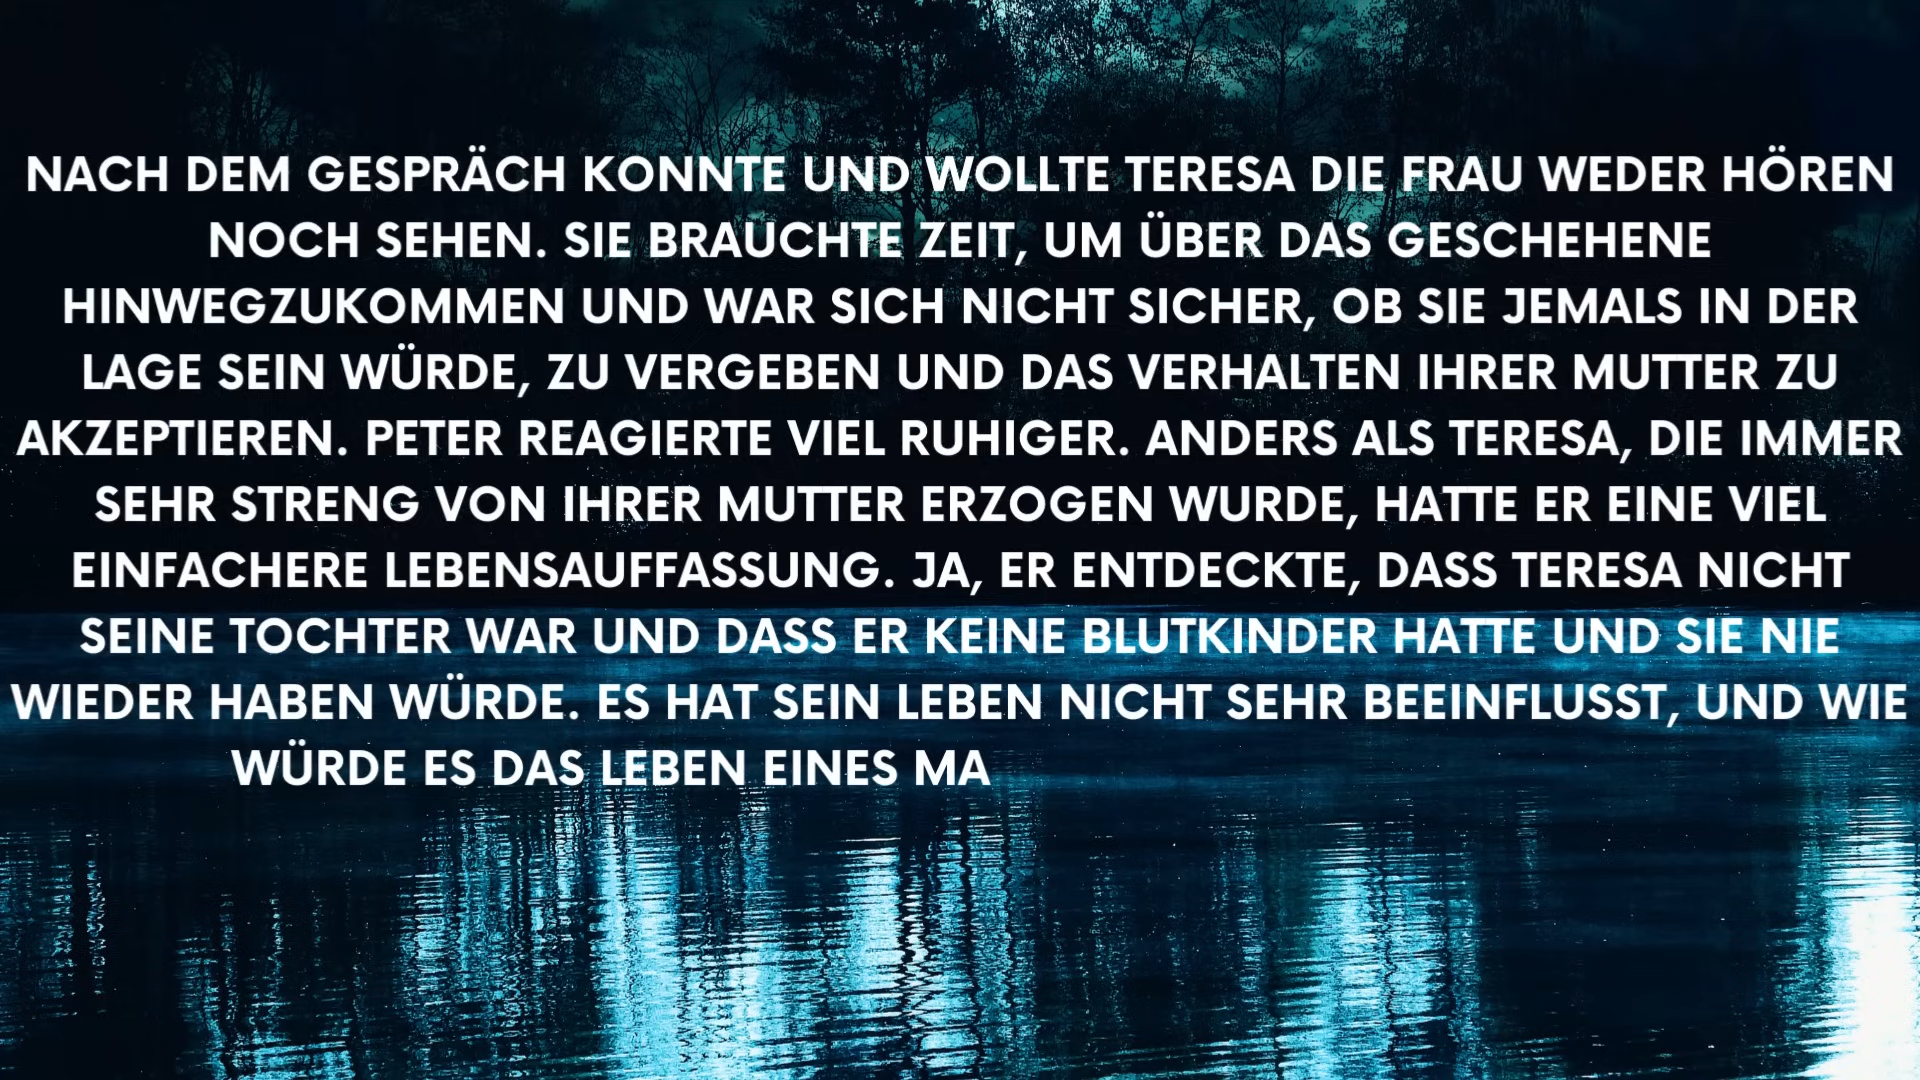 NACH DEM GESPRÄCH KONNTE UND WOLLTE TERESA DIE FRAU WEDER HÖREN
NOCH SEHEN. SIE BRAUCHTE ZEIT, UM ÜBER DAS GESCHEHENE
HINWEGZUKOMMEN UND WAR SICH NICHT SICHER, OB SIE JEMALS IN DER
LAGE SEIN WÜRDE, ZU VERGEBEN UND DAS VERHALTEN IHRER MUTTER ZU
AKZEPTIEREN. PETER REAGIERTE VIEL RUHIGER. ANDERS ALS TERESA, DIE IMMER
SEHR STRENG VON IHRER MUTTER ERZOGEN WURDE, HATTE ER EINE VIEL
EINFACHERE LEBENSAUFFASSUNG. JA, ER ENTDECKTE, DASS TERESA NICHT
SEINE TOCHTER WAR UND DASS ER KEINE BLUTKINDER HATTE UND SIE NIE
WIEDER HABEN WÜRDE. ES HAT SEIN LEBEN NICHT SEHR BEEINFLUSST, UND WIE
WÜRDE ES DAS LEBEN EINES MA